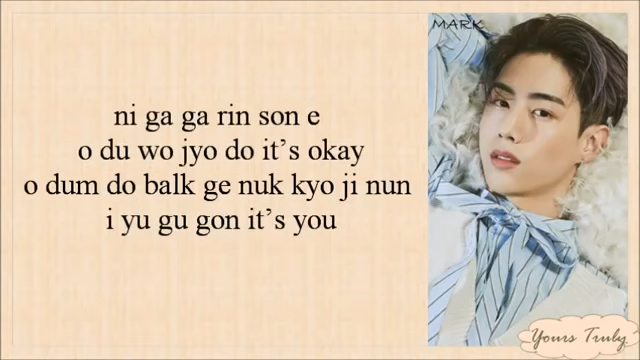 MARK
ni ga ga rin son e
o du wo jyo do it's okay
o dum do balk ge nuk kyo ji nun
i yu gu gon it's you
Yours Truly